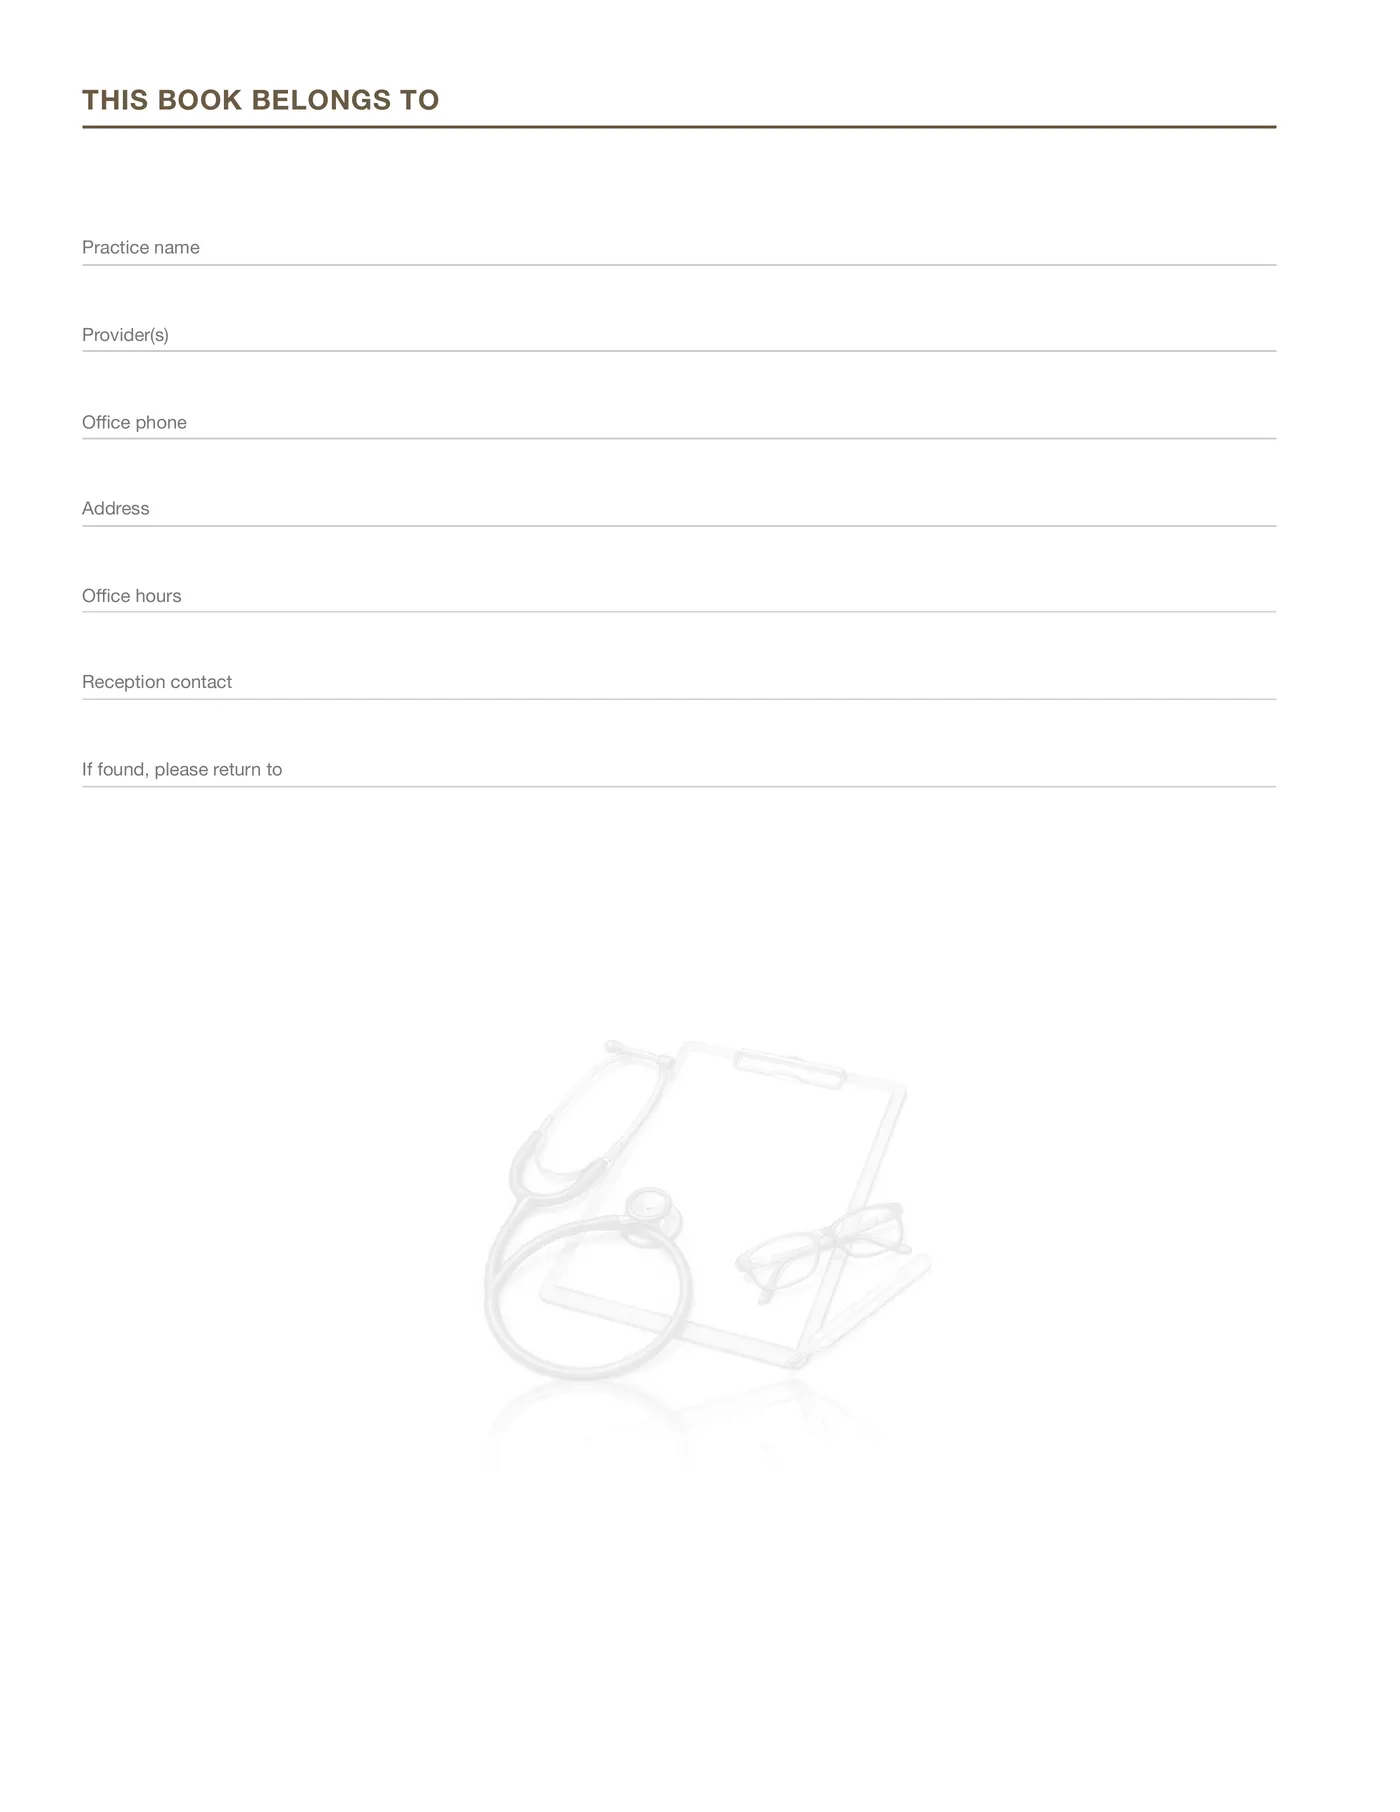 THIS BOOK BELONGS TO
Practice name
Provider(s)
Office phone
Address
Office hours
Reception contact
If found, please return to